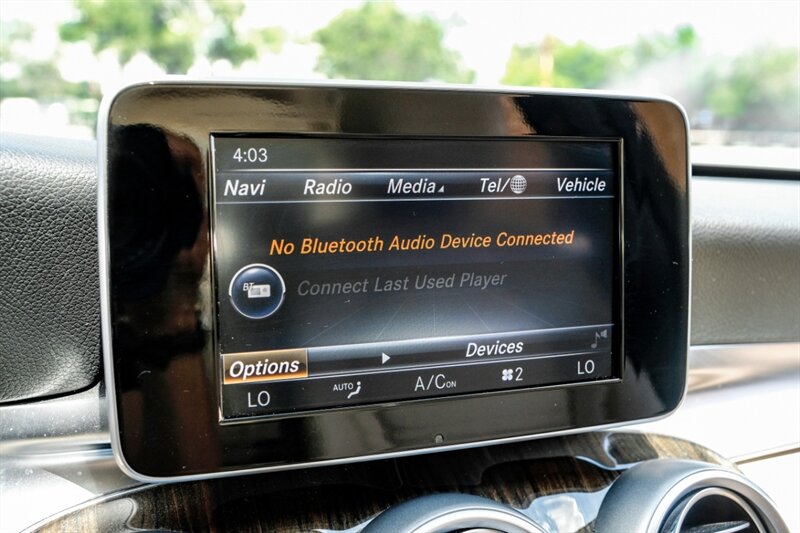 4:03
Navi Radio Media Tel/ Vehicle
No Bluetooth Audio Device Connected
BT Connect Last Used Player
Options Devices
LO AUTO A/C ON 2 LO